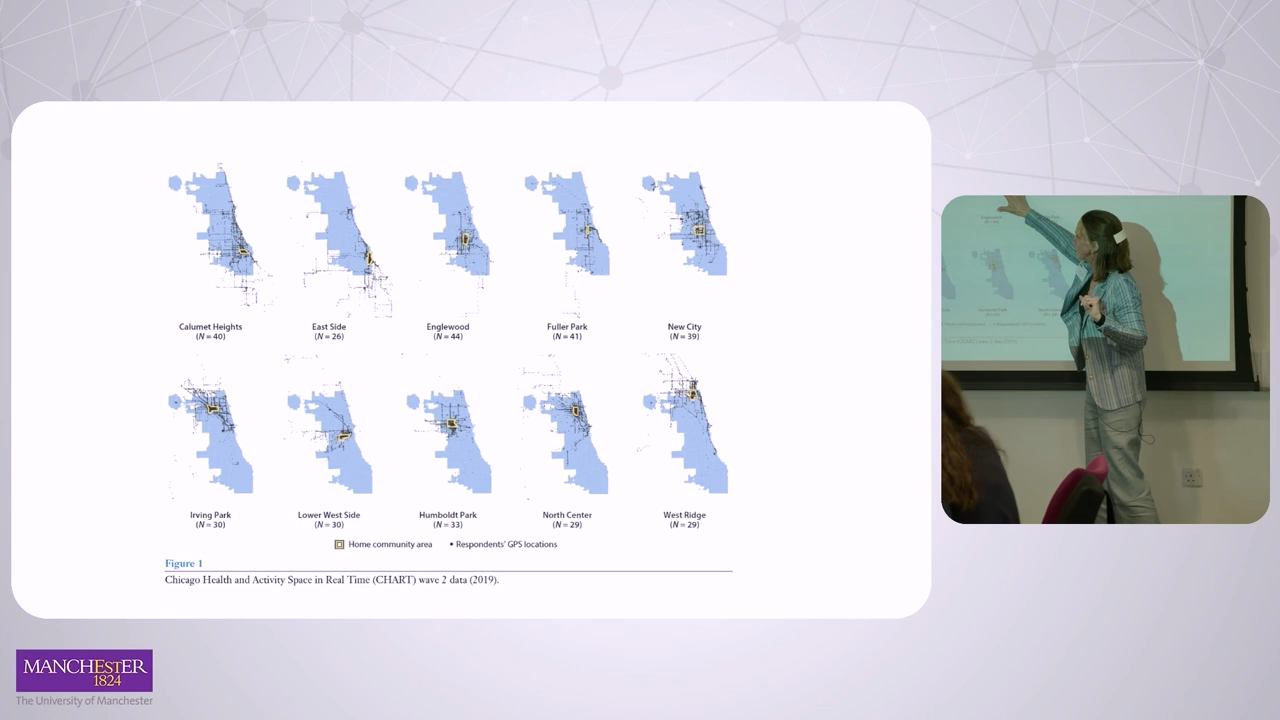 Calumet Heights
(N = 40)
East Side
(N = 26)
Englewood
(N = 44)
Fuller Park
(N = 41)
New City
(N = 39)
Irving Park
(N = 30)
Lower West Side
(N = 30)
Humboldt Park
(N = 33)
North Center
(N = 29)
West Ridge
(N = 29)
Home community area
• Respondents' GPS locations
Figure 1
Chicago Health and Activity Space in Real Time (CHART) wave 2 data (2019).
MANCHESTER
1824
The University of Manchester